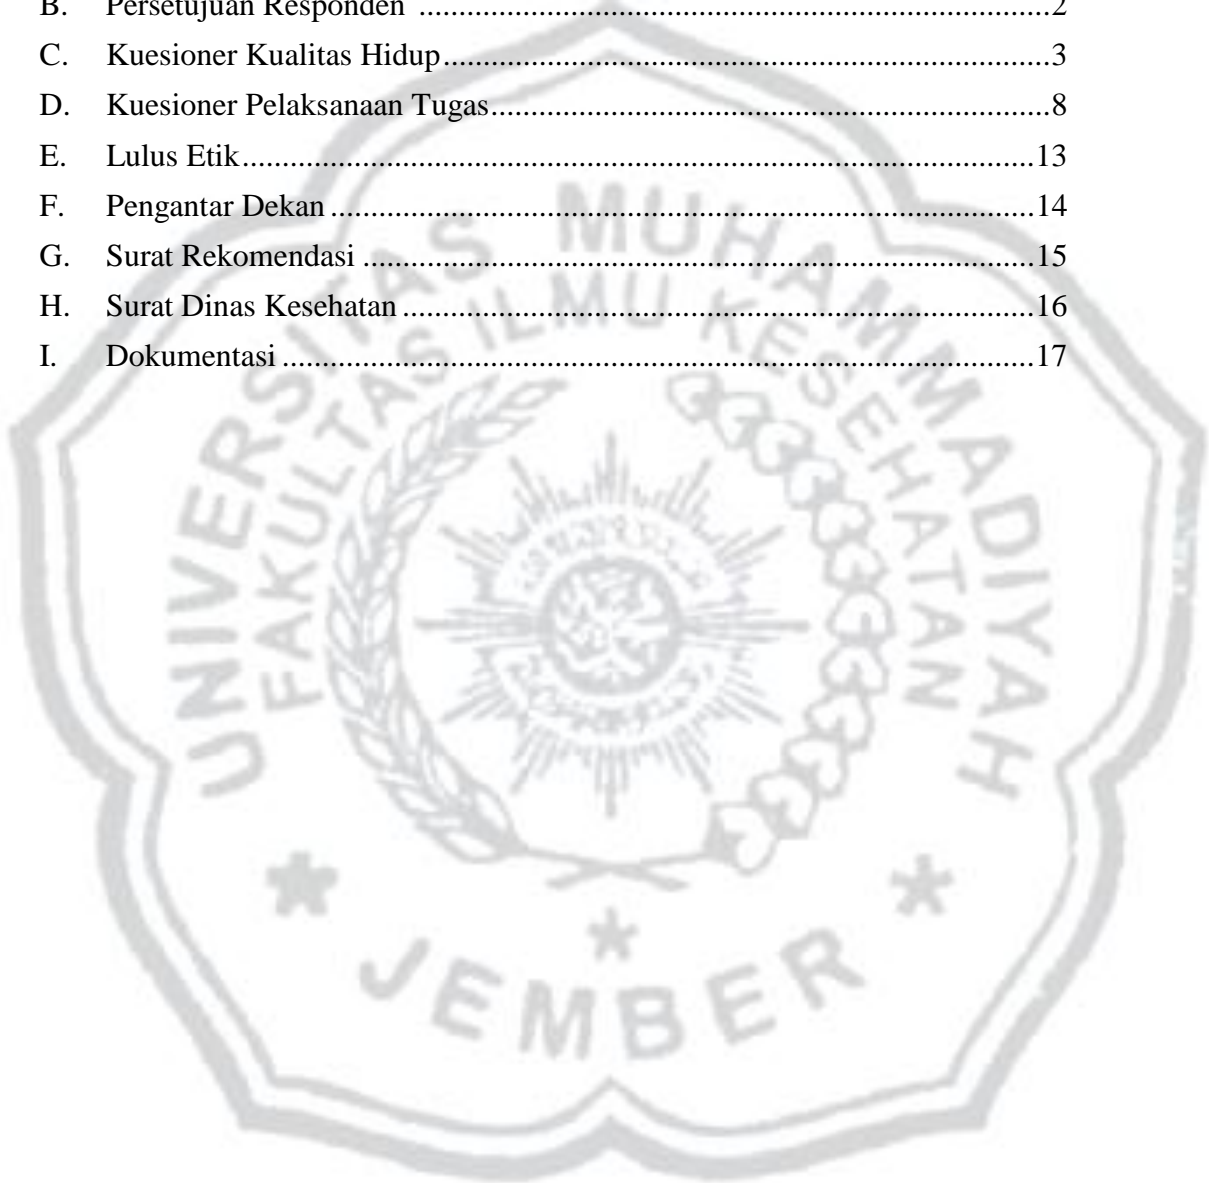 B. Persetujuan Responden ........................................................................2
C. Kuesioner Kualitas Hidup.....................................................................3
D. Kuesioner Pelaksanaan Tugas...............................................................8
E. Lulus Etik..............................................................................................13
F. Pengantar Dekan ...................................................................................14
G. Surat Rekomendasi ...............................................................................15
H. Surat Dinas Kesehatan ..........................................................................16
I. Dokumentasi ..........................................................................................17
UNIVERSITAS MUHAMMADIYAH
FAKULTAS ILMU KESEHATAN
JEMBER